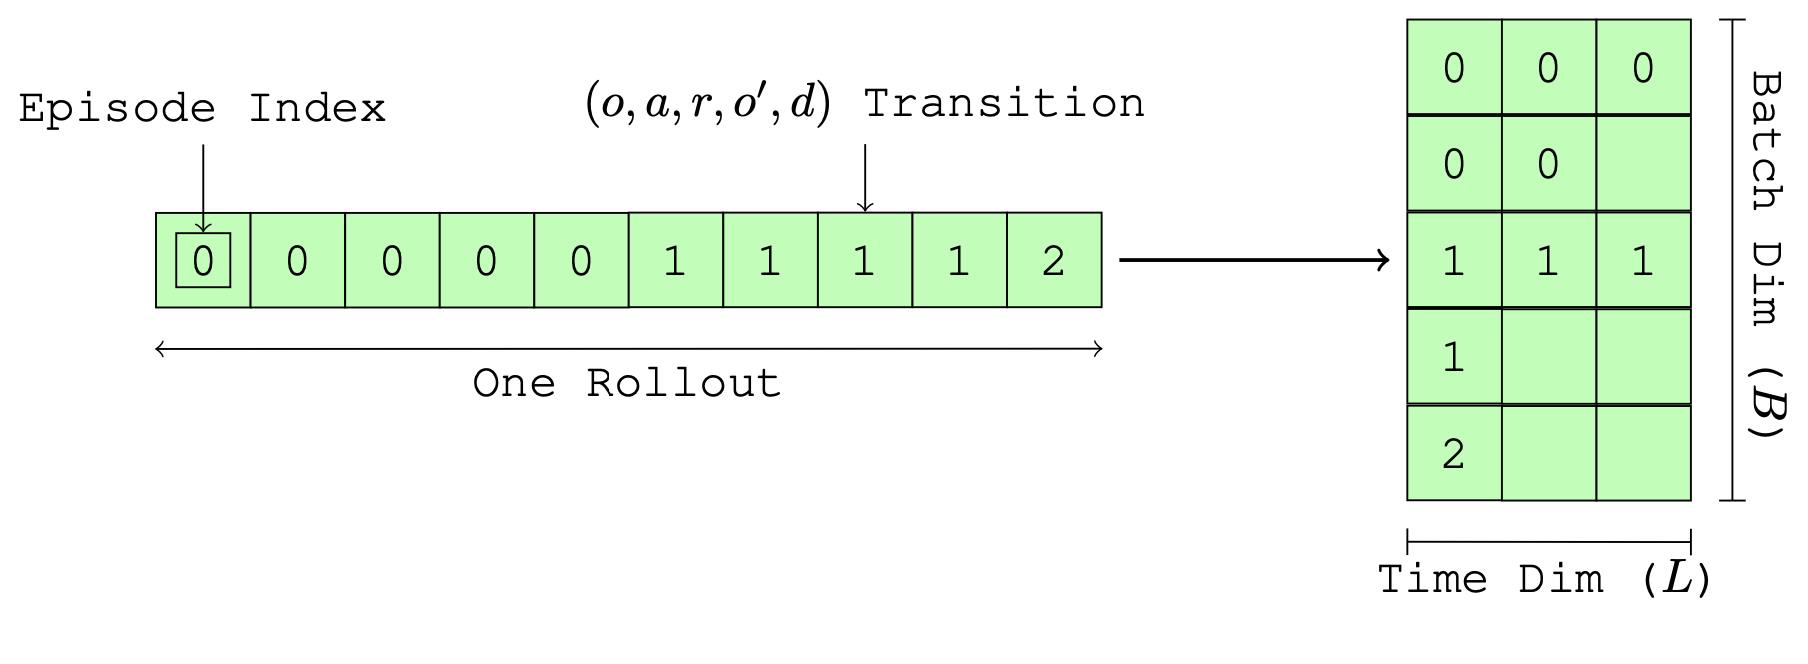 Episode Index
(o, a, r, o′, d) Transition
0 0 0 0 0 1 1 1 1 2
One Rollout
0 0 0
0 0
1 1 1
1
2
Batch Dim (B)
Time Dim (L)